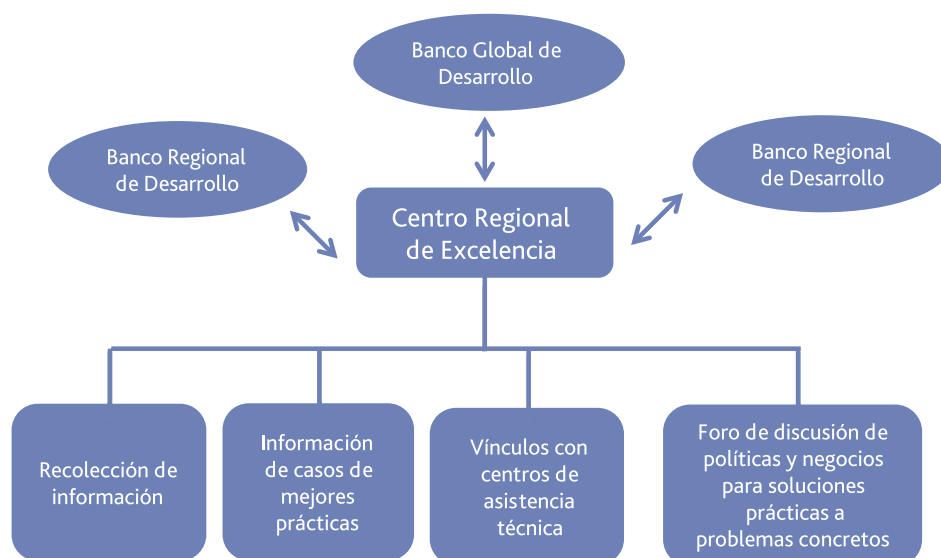 Banco Global de
Desarrollo
Banco Regional
de Desarrollo
Banco Regional
de Desarrollo
Centro Regional
de Excelencia
Recolección de
información
Información
de casos de
mejores
prácticas
Vínculos con
centros de
asistencia
técnica
Foro de discusión de
políticas y negocios
para soluciones
prácticas a
problemas concretos